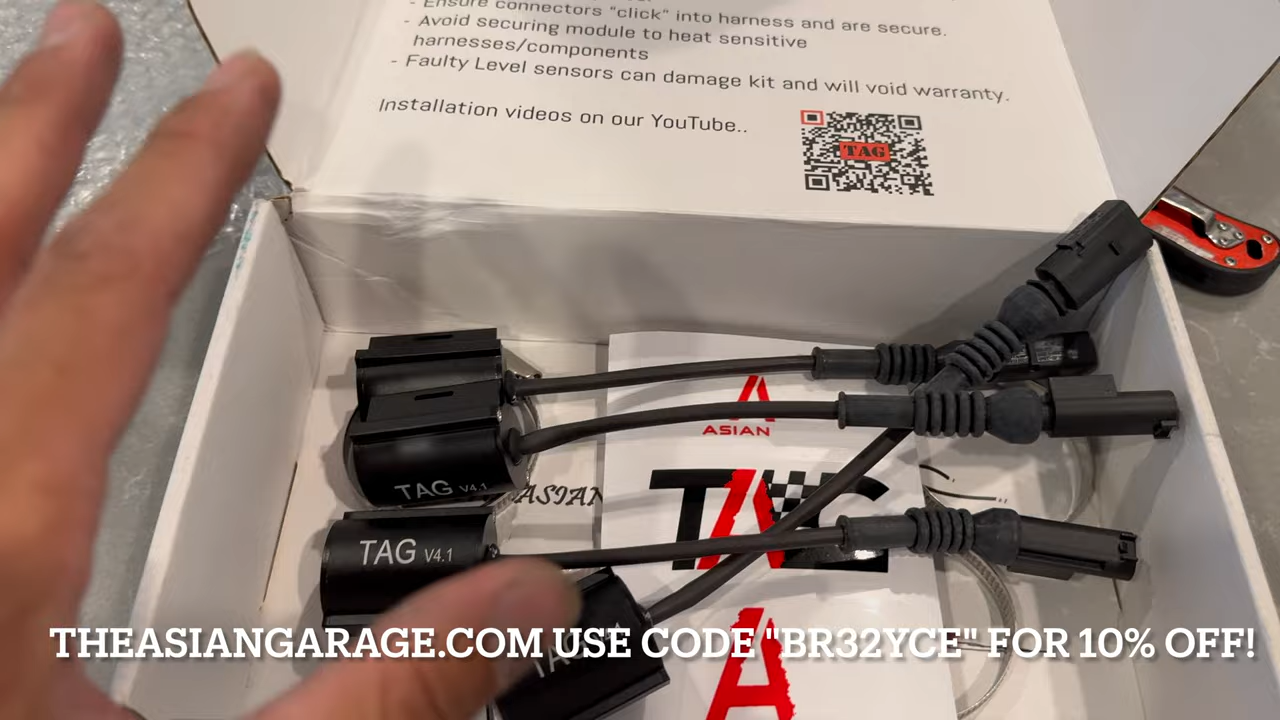 - Ensure connectors "click" into harness and are secure.
- Avoid securing module to heat sensitive
harnesses/components
- Faulty Level sensors can damage kit and will void warranty.
Installation videos on our YouTube..
TAG
ASIAN
TAG V4.1
ASIAN
TAG
TAG V4.1
TAG
THEASIANGARAGE.COM USE CODE "BR32YCE" FOR 10% OFF!